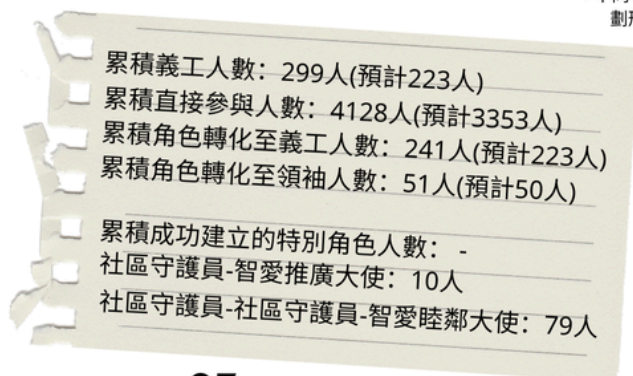 劃
累積義工人數：299人(預計223人)
累積直接參與人數：4128人(預計3353人)
累積角色轉化至義工人數：241人(預計223人)
累積角色轉化至領袖人數：51人(預計50人)
累積成功建立的特別角色人數： -
社區守護員-智愛推廣大使：10人
社區守護員-社區守護員-智愛睦鄰大使：79人